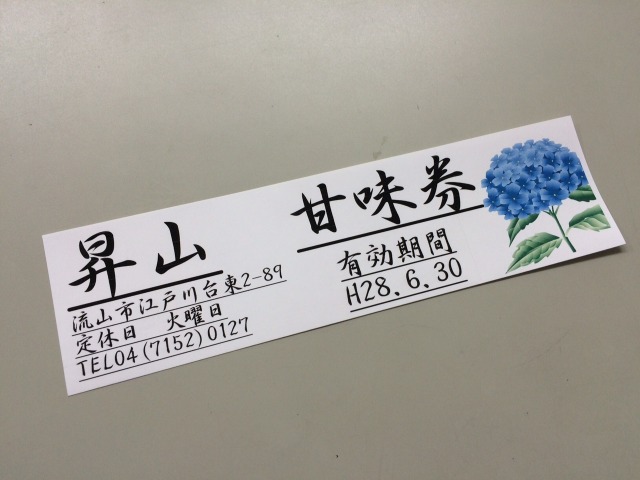 昇山
流山市江戸川台東2-89
定休日　火曜日
TEL04(7152)0127
甘味券
有効期間
H28.6.30